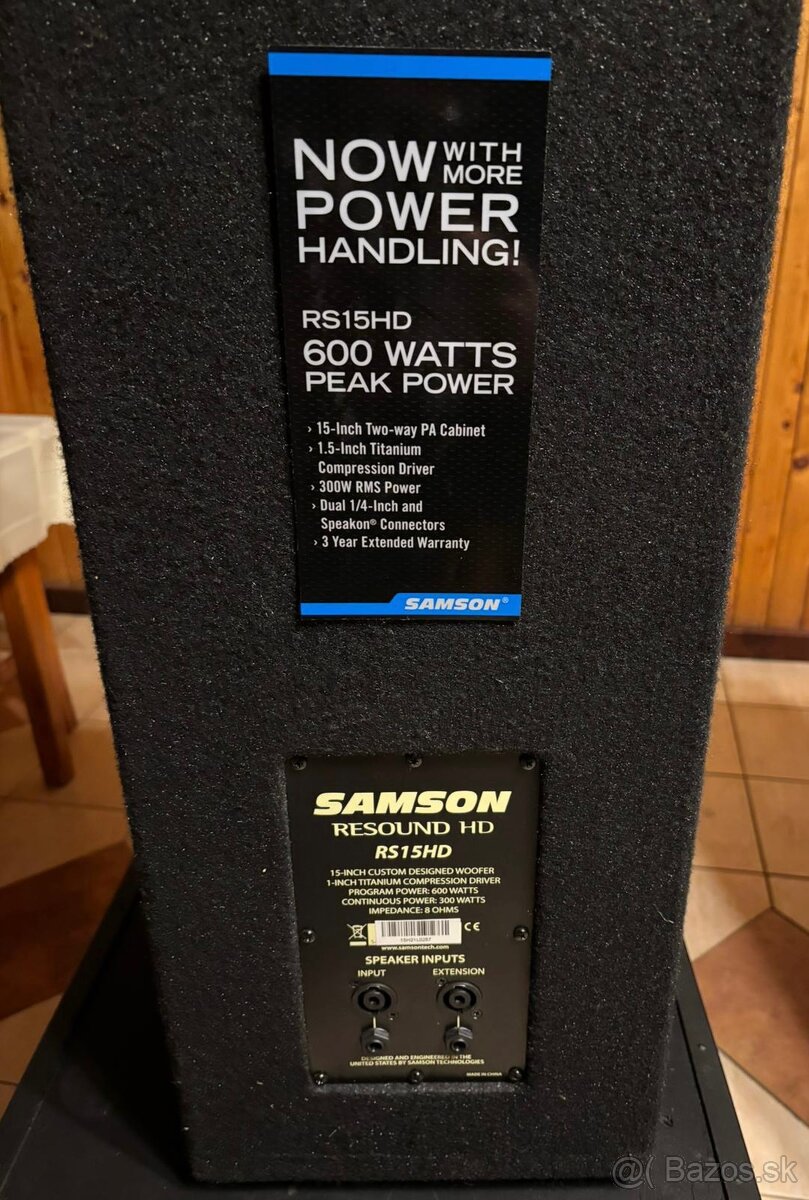 NOW WITH MORE
POWER
HANDLING!
RS15HD
600 WATTS
PEAK POWER
› 15-Inch Two-way PA Cabinet
› 1.5-Inch Titanium
Compression Driver
› 300W RMS Power
› Dual 1/4-Inch and
Speakon® Connectors
› 3 Year Extended Warranty
SAMSON®
SAMSON
RESOUND HD
RS15HD
15-INCH CUSTOM DESIGNED WOOFER
1-INCH TITANIUM COMPRESSION DRIVER
PROGRAM POWER: 600 WATTS
CONTINUOUS POWER: 300 WATTS
IMPEDANCE: 8 OHMS
CE
www.samsontech.com
SPEAKER INPUTS
INPUT EXTENSION
DESIGNED AND ENGINEERED IN THE
UNITED STATES BY SAMSON TECHNOLOGIES
MADE IN CHINA
@( Bazos.sk